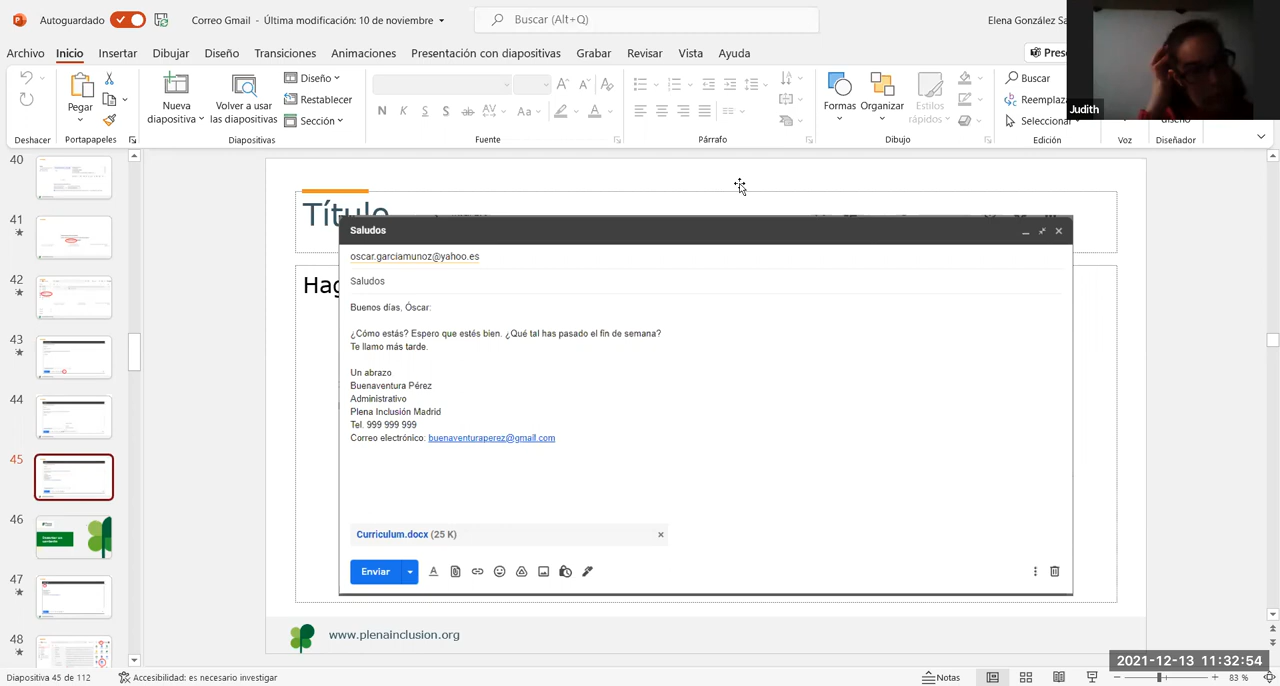 Autoguardado
Correo Gmail - Última modificación: 10 de noviembre
Buscar (Alt+Q)
Elena González
Judith
Archivo Inicio Insertar Dibujar Diseño Transiciones Animaciones Presentación con diapositivas Grabar Revisar Vista Ayuda
Deshacer
Pegar
Portapapeles
Nueva diapositiva
Volver a usar las diapositivas
Diseño
Restablecer
Sección
Diapositivas
N K S S ab AV Aa A
Fuente
Párrafo
Formas
Organizar
Estilos rápidos
Dibujo
Buscar
Seleccionar
Edición
Voz
Diseñador
40
41
42
43
44
45
46
47
48
Título
Saludos
oscar.garciamunoz@yahoo.es
Saludos
Buenos días, Óscar:
¿Cómo estás? Espero que estés bien. ¿Qué tal has pasado el fin de semana?
Te llamo más tarde.
Un abrazo
Buenaventura Pérez
Administrativo
Plena Inclusión Madrid
Tel. 999 999 999
Correo electrónico: buenaventuraperez@gmail.com
Curriculum.docx (25 K)
Enviar
www.plenainclusion.org
2021-12-13 11:32:54
Diapositiva 45 de 112
Accesibilidad: es necesario investigar
Notas
83 %